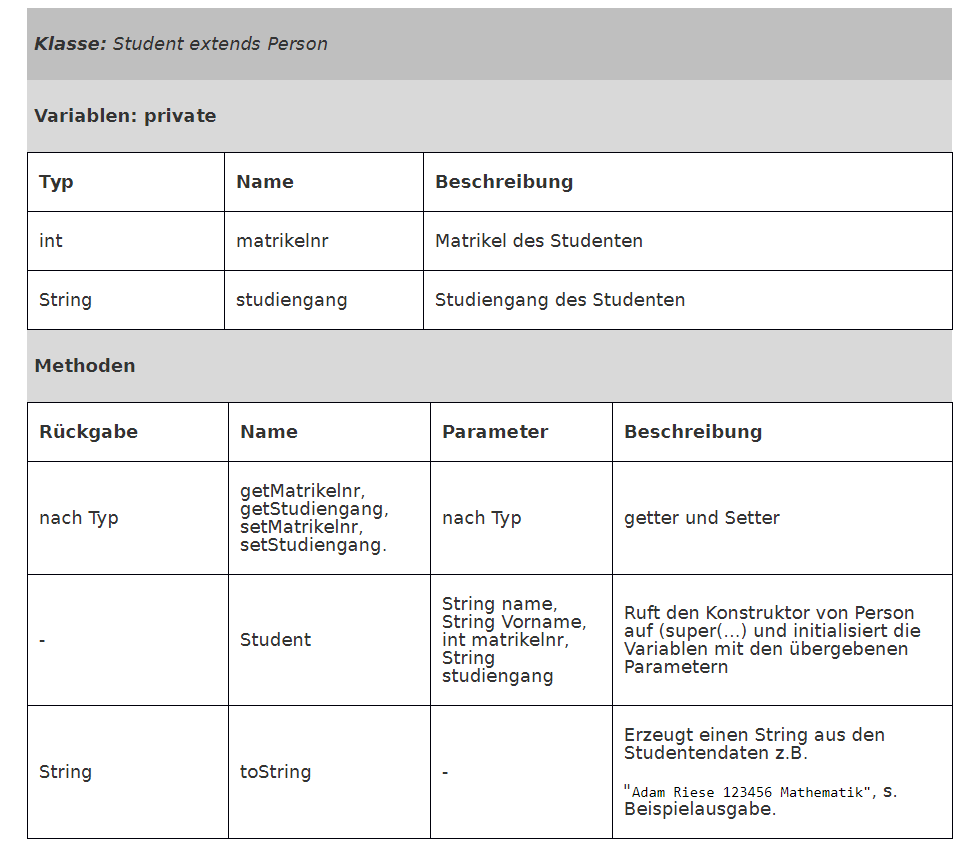 Klasse: Student extends Person
Variablen: private
Typ Name Beschreibung
int matrikelnr Matrikel des Studenten
String studiengang Studiengang des Studenten
Methoden
Rückgabe Name Parameter Beschreibung
nach Typ
getMatrikelnr,
getStudiengang,
setMatrikelnr,
setStudiengang.
nach Typ
getter und Setter
-
Student
String name,
String Vorname,
int matrikelnr,
String
studiengang
Ruft den Konstruktor von Person
auf (super(...) und initialisiert die
Variablen mit den übergebenen
Parametern
String
toString
-
Erzeugt einen String aus den
Studentendaten z.B.
"Adam Riese 123456 Mathematik", s.
Beispielausgabe.